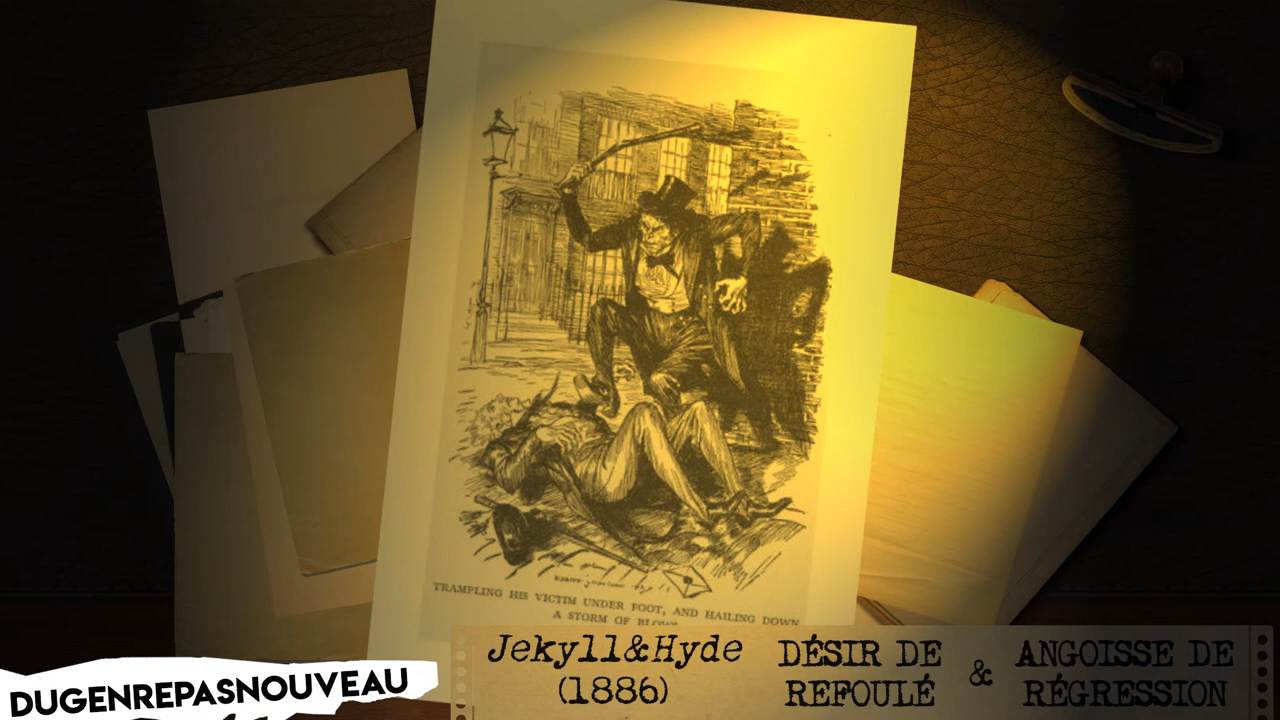 TRAMPLING HIS VICTIM UNDER FOOT, AND HAILING DOWN
A STORM OF BLOWS
Jekyll&Hyde
(1886)
DÉSIR DE
REFOULÉ
&
ANGOISSE DE
RÉGRESSION
DUGENREPASNOUVEAU